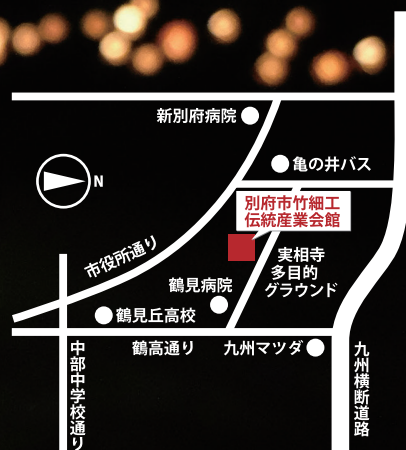 新別府病院
亀の井バス
N
別府市竹細工
伝統産業会館
市役所通り
実相寺
多目的
グラウンド
鶴見病院
鶴見丘高校
鶴高通り
九州マツダ
中部中学校通り
九州横断道路